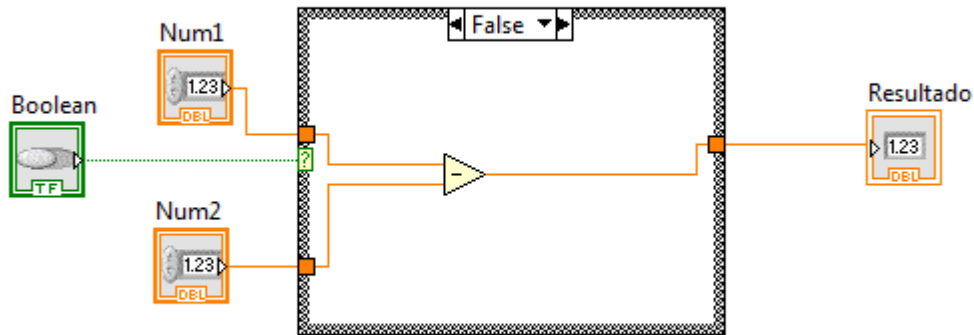 False
Num1
1.23
DBL
Boolean
TF
?
Resultado
1.23
DBL
-
Num2
1.23
DBL